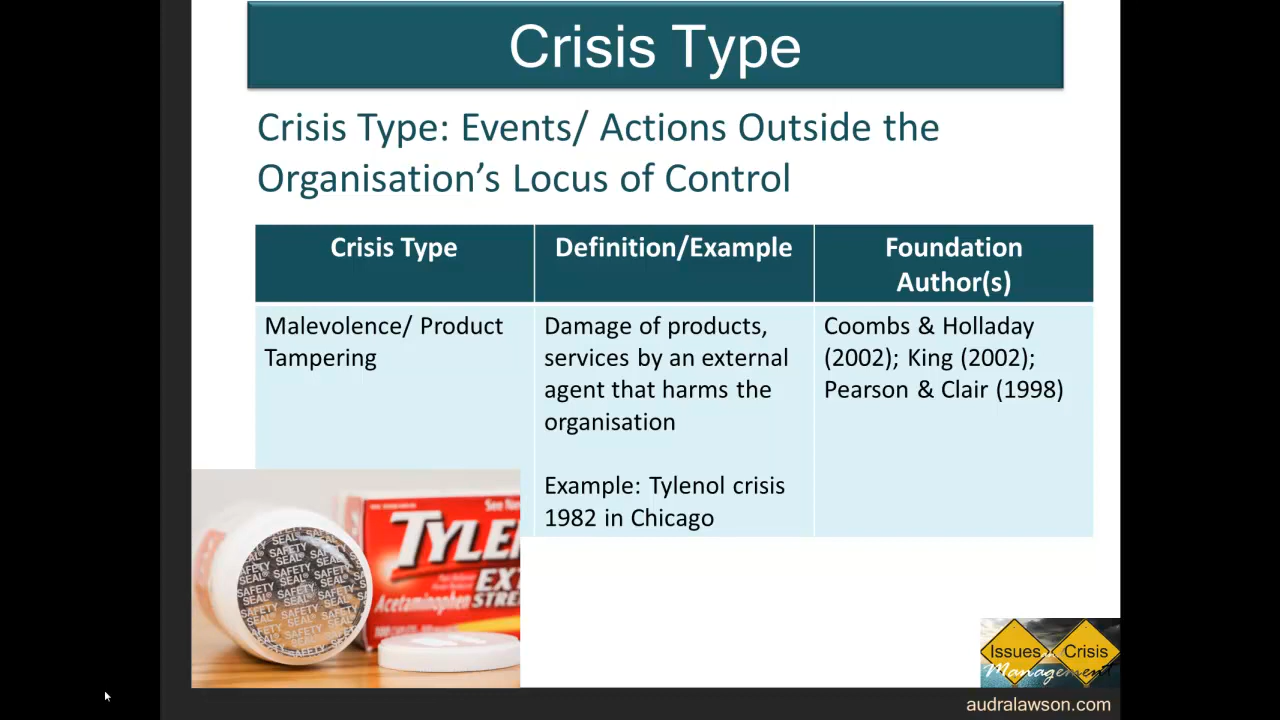 Crisis Type
Crisis Type: Events/ Actions Outside the
Organisation’s Locus of Control
Crisis Type
Definition/Example
Foundation
Author(s)
Malevolence/ Product
Tampering
Damage of products,
services by an external
agent that harms the
organisation
Example: Tylenol crisis
1982 in Chicago
Coombs & Holladay
(2002); King (2002);
Pearson & Clair (1998)
SAFETY
SEAL
See Ne
TYLE
EXT
Acetaminophen STRE
Issues
Crisis
Management
audralawson.com